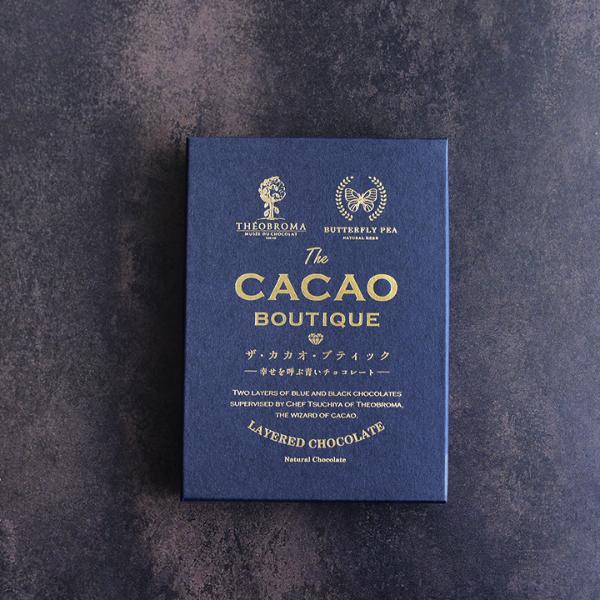 THÉOBROMA
MUSÉE DU CHOCOLAT
BUTTERFLY PEA
NATURAL HERB
The
CACAO
BOUTIQUE
ザ・カカオ・ブティック
―幸せを呼ぶ青いチョコレート―
TWO LAYERS OF BLUE AND BLACK CHOCOLATES
SUPERVISED BY CHEF TSUCHIYA OF THEOBROMA,
THE WIZARD OF CACAO.
LAYERED CHOCOLATE
Natural Chocolate